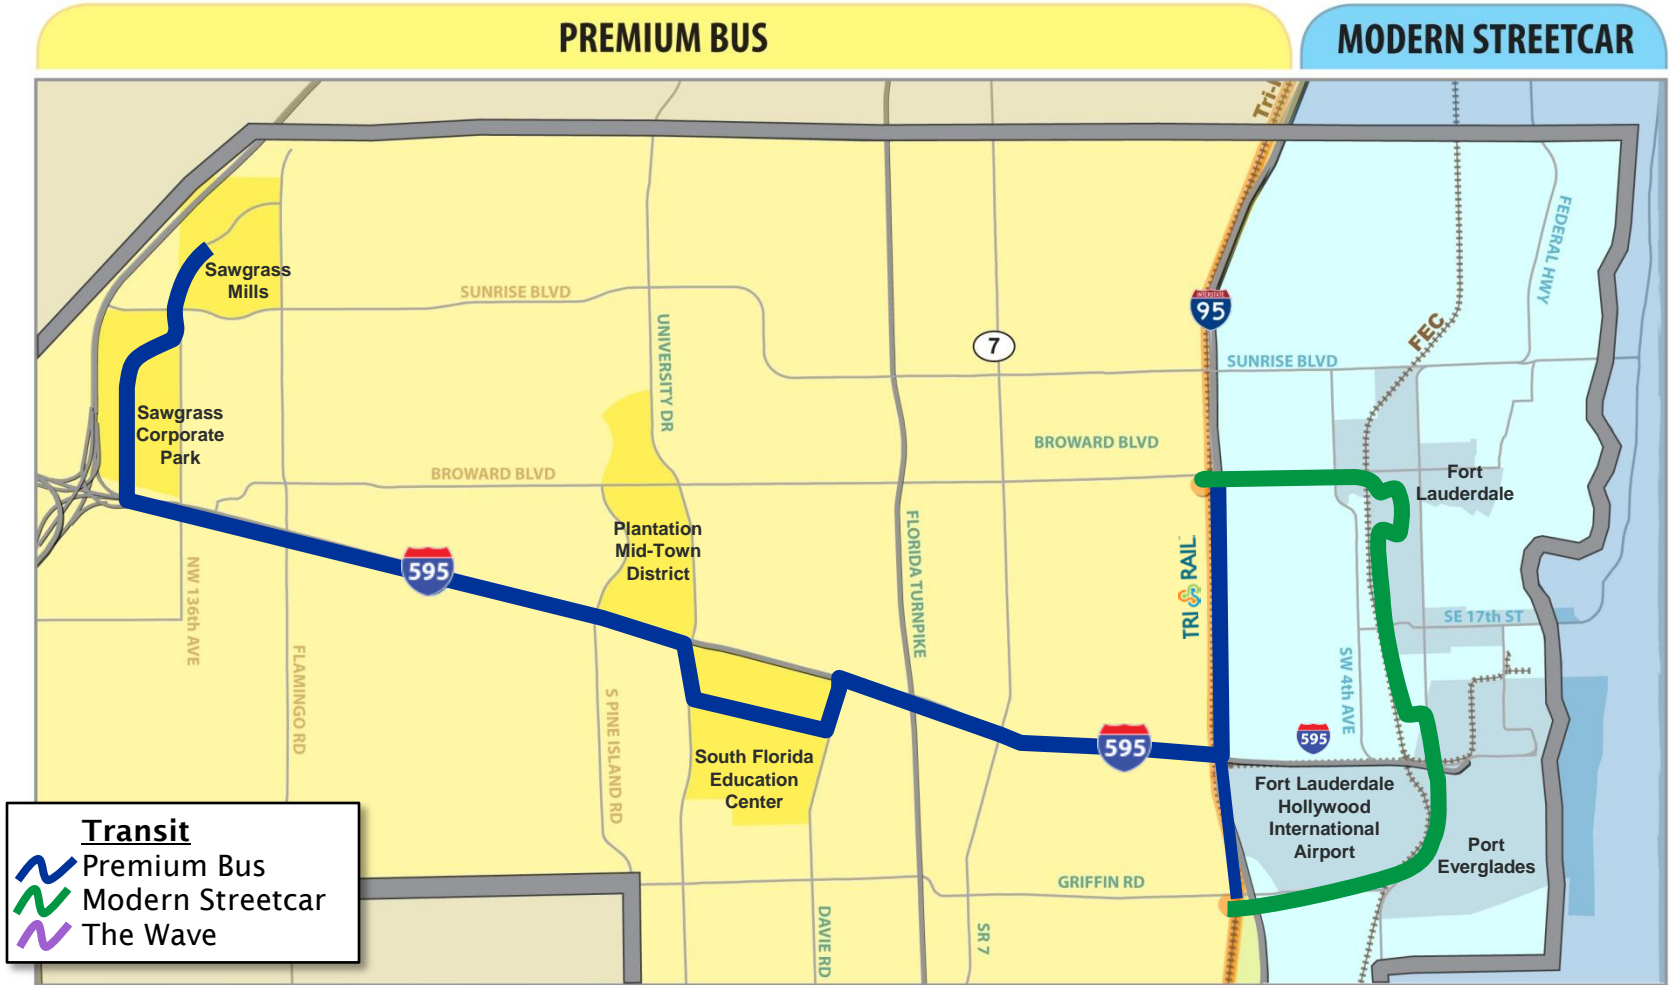 PREMIUM BUS
MODERN STREETCAR
Sawgrass
Mills
SUNRISE BLVD
UNIVERSITY DR
7
INTERSTATE
95
FEC
FEDERAL HWY
SUNRISE BLVD
Sawgrass
Corporate
Park
BROWARD BLVD
BROWARD BLVD
Fort
Lauderdale
Plantation
Mid-Town
District
FLORIDA TURNPIKE
TRI RAIL
595
NW 136th AVE
FLAMINGO RD
S PINE ISLAND RD
SE 17th ST
SW 4th AVE
595
595
South Florida
Education
Center
Fort Lauderdale
Hollywood
International
Airport
Port
Everglades
GRIFFIN RD
DAVIE RD
SR 7
Transit
Premium Bus
Modern Streetcar
The Wave